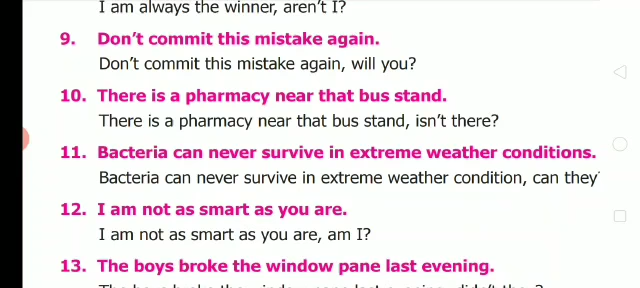 I am always the winner, aren't I?
9. Don't commit this mistake again.
Don't commit this mistake again, will you?
10. There is a pharmacy near that bus stand.
There is a pharmacy near that bus stand, isn't there?
11. Bacteria can never survive in extreme weather conditions.
Bacteria can never survive in extreme weather condition, can they
12. I am not as smart as you are.
I am not as smart as you are, am I?
13. The boys broke the window pane last evening.